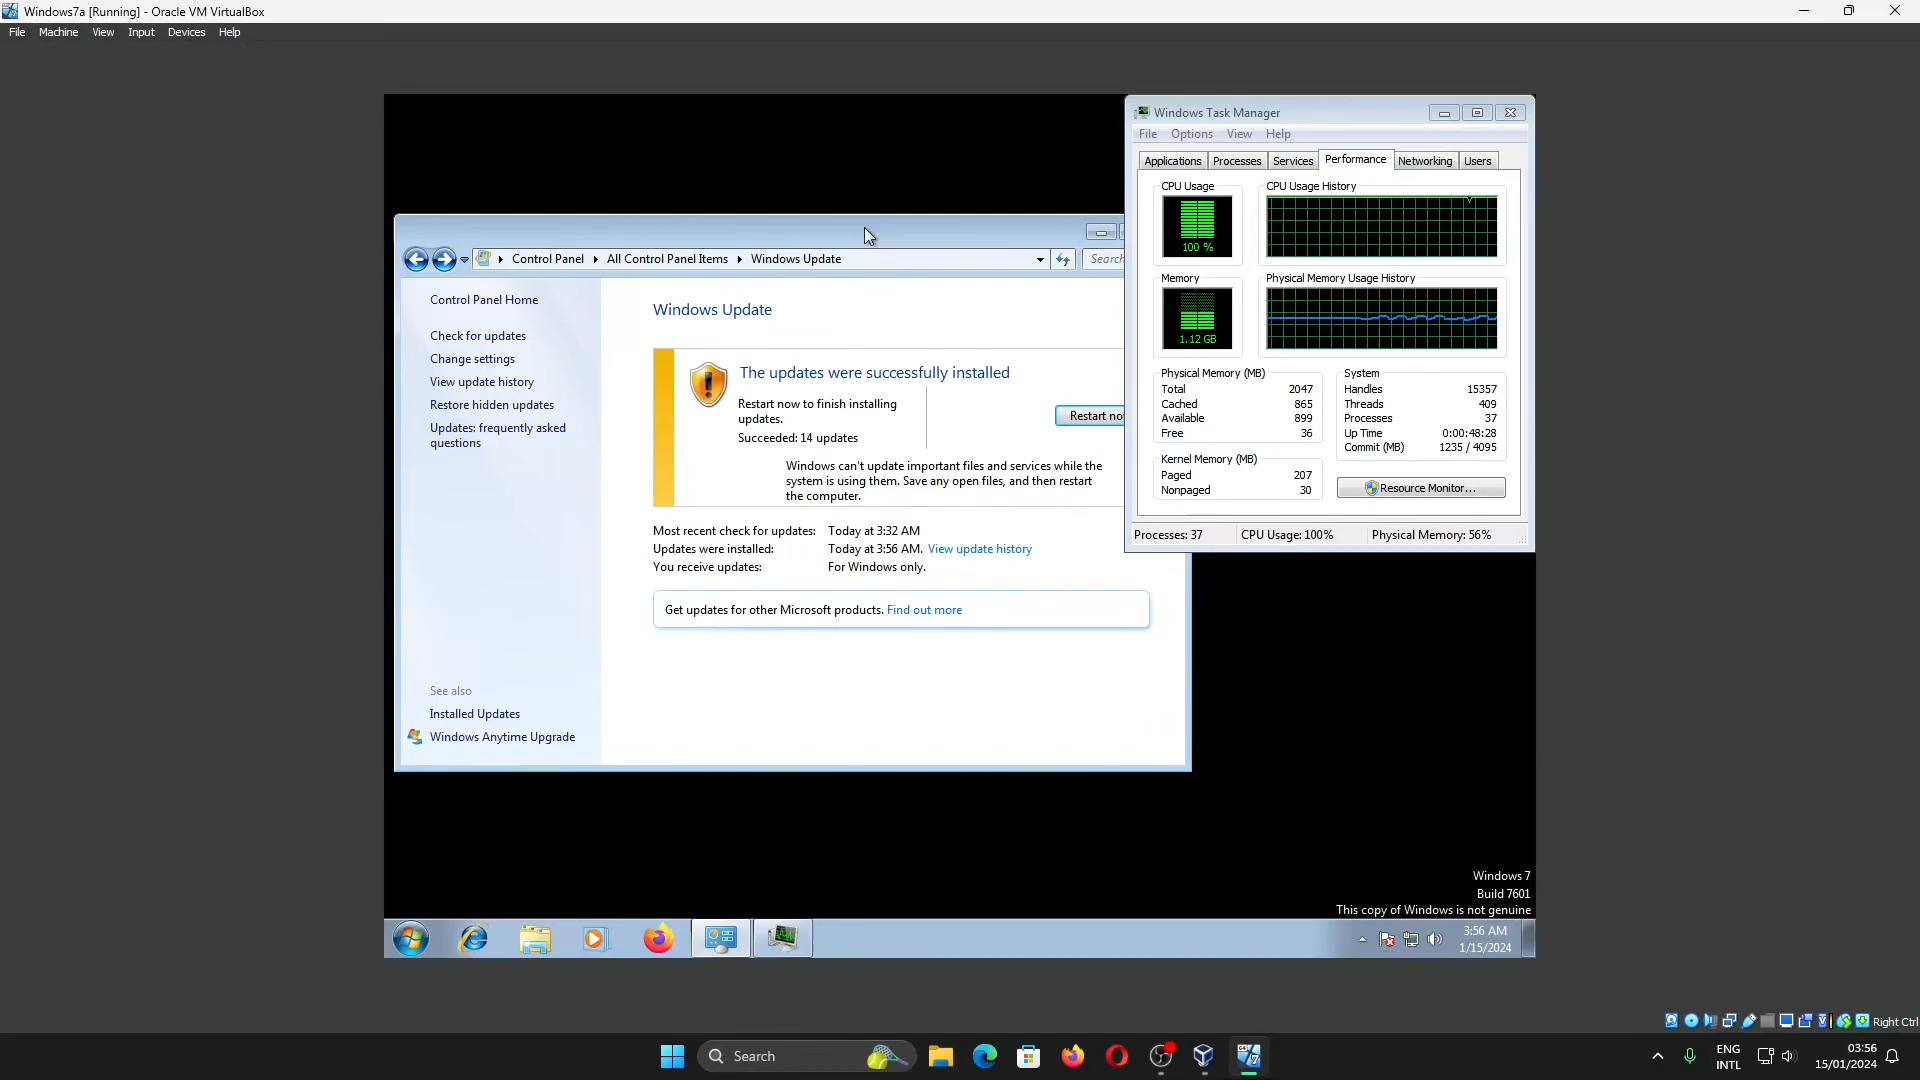 Windows7a [Running] - Oracle VM VirtualBox
File Machine View Input Devices Help
Windows Task Manager
File Options View Help
Applications Processes Services Performance Networking Users
CPU Usage CPU Usage History
100 %
Memory Physical Memory Usage History
1.12 GB
Physical Memory (MB)
Total 2047
Cached 865
Available 899
Free 36
Kernel Memory (MB)
Paged 207
Nonpaged 30
System
Handles 15357
Threads 409
Processes 37
Up Time 0:00:48:28
Commit (MB) 1235 / 4095
Resource Monitor...
Processes: 37 CPU Usage: 100% Physical Memory: 56%
Control Panel All Control Panel Items Windows Update Search
Control Panel Home
Check for updates
Change settings
View update history
Restore hidden updates
Updates: frequently asked
questions
See also
Installed Updates
Windows Anytime Upgrade
Windows Update
The updates were successfully installed
Restart now to finish installing
updates.
Succeeded: 14 updates
Restart no
Windows can't update important files and services while the
system is using them. Save any open files, and then restart
the computer.
Most recent check for updates: Today at 3:32 AM
Updates were installed: Today at 3:56 AM. View update history
You receive updates: For Windows only.
Get updates for other Microsoft products. Find out more
Windows 7
Build 7601
This copy of Windows is not genuine
3:56 AM
1/15/2024
Right Ctrl
Search
ENG
INTL
03:56
15/01/2024